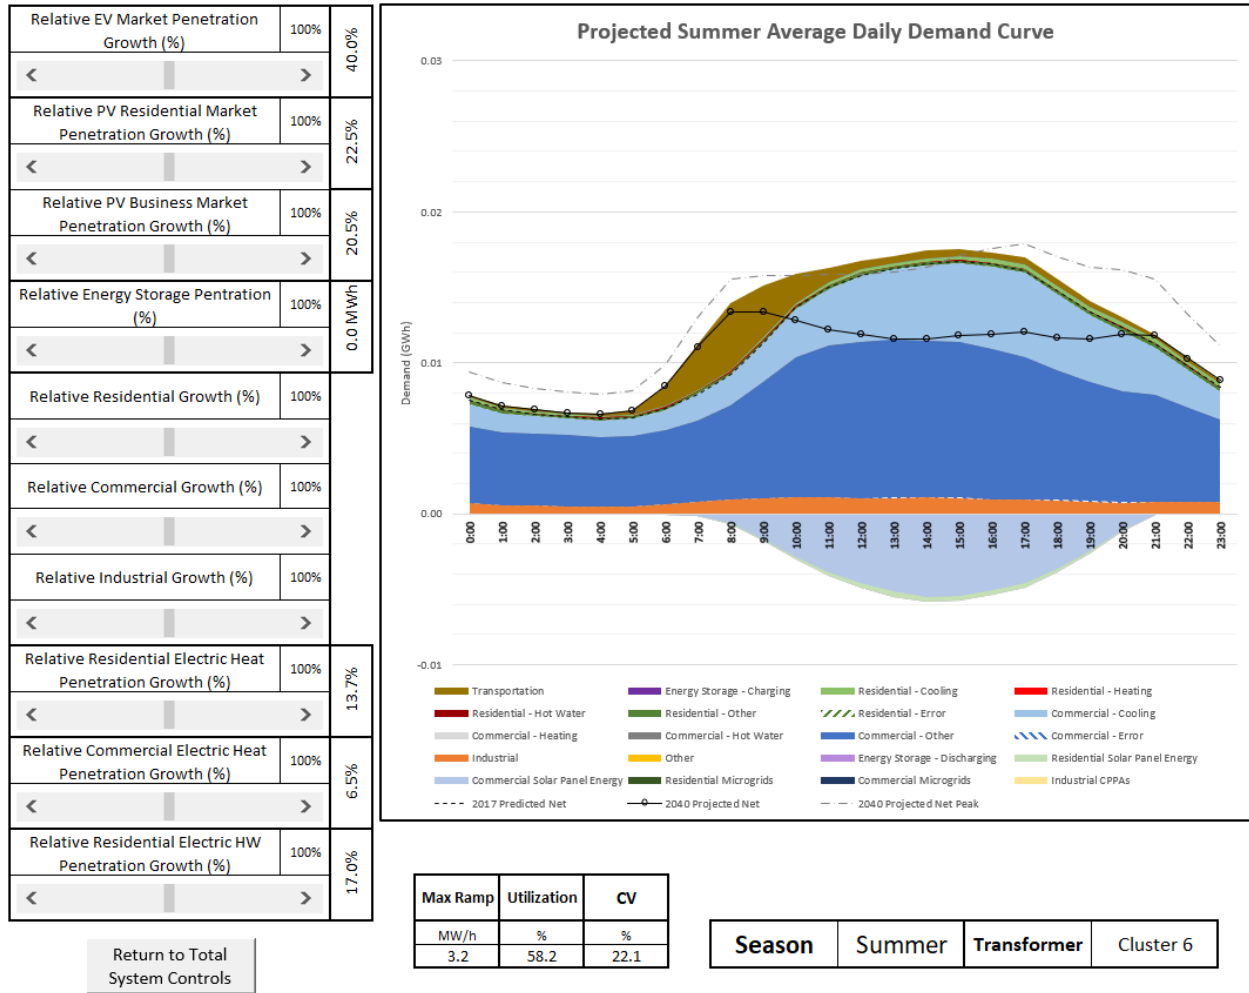 Relative EV Market Penetration
Growth (%)
100%
40.0%
Relative PV Residential Market
Penetration Growth (%)
100%
22.5%
Relative PV Business Market
Penetration Growth (%)
100%
20.5%
Relative Energy Storage Pentration
(%)
100%
0.0 MWh
Relative Residential Growth (%)
100%
Relative Commercial Growth (%)
100%
Relative Industrial Growth (%)
100%
Relative Residential Electric Heat
Penetration Growth (%)
100%
13.7%
Relative Commercial Electric Heat
Penetration Growth (%)
100%
6.5%
Relative Residential Electric HW
Penetration Growth (%)
100%
17.0%
Return to Total
System Controls
Projected Summer Average Daily Demand Curve
Demand (GWh)
0.03
0.02
0.01
0.00
-0.01
0:00 1:00 2:00 3:00 4:00 5:00 6:00 7:00 8:00 9:00 10:00 11:00 12:00 13:00 14:00 15:00 16:00 17:00 18:00 19:00 20:00 21:00 22:00 23:00
Transportation Energy Storage - Charging Residential - Cooling Residential - Heating
Residential - Hot Water Residential - Other Residential - Error Commercial - Cooling
Commercial - Heating Commercial - Hot Water Commercial - Other Commercial - Error
Industrial Other Energy Storage - Discharging Residential Solar Panel Energy
Commercial Solar Panel Energy Residential Microgrids Commercial Microgrids Industrial CPPAs
2017 Predicted Net 2040 Projected Net 2040 Projected Net Peak
Max Ramp Utilization CV
MW/h % %
3.2 58.2 22.1
Season Summer Transformer Cluster 6